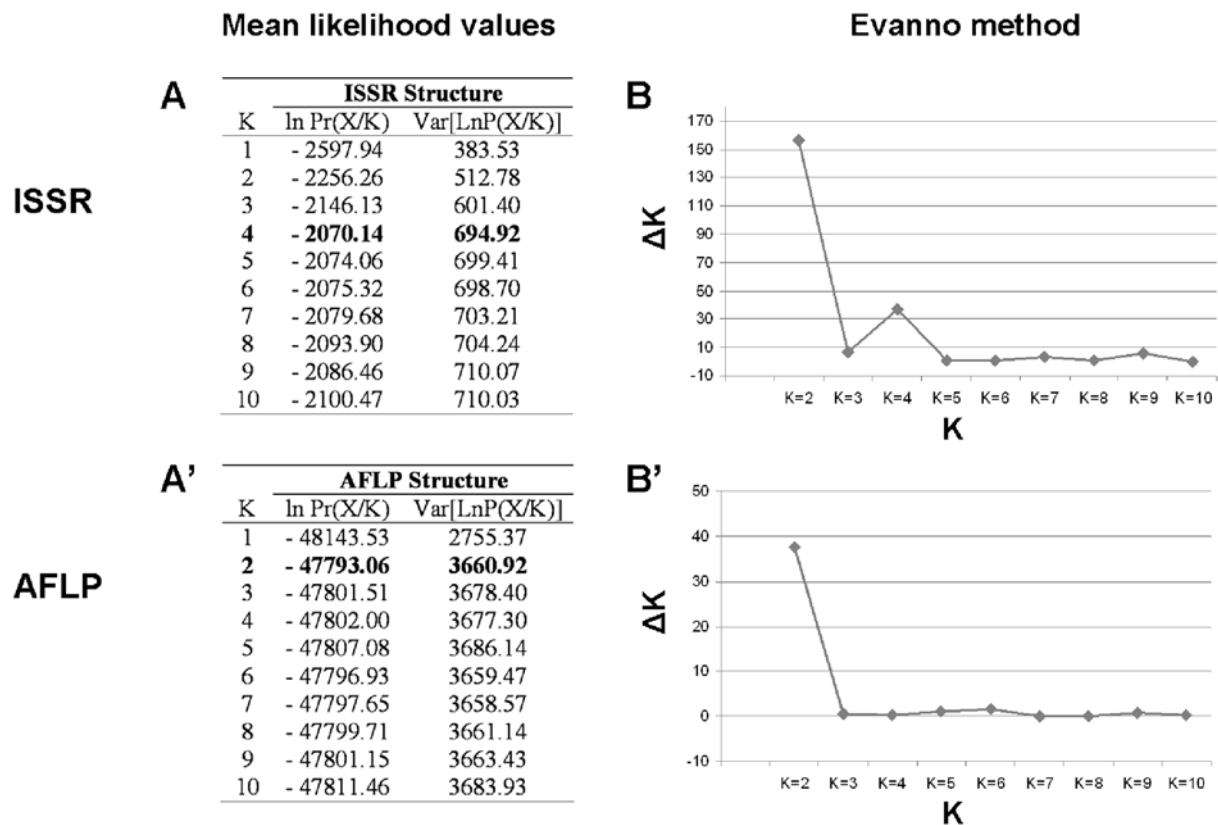 Mean likelihood values
Evanno method
ISSR
A
ISSR Structure
K ln Pr(X/K) Var[LnP(X/K)]
1 - 2597.94 383.53
2 - 2256.26 512.78
3 - 2146.13 601.40
4 - 2070.14 694.92
5 - 2074.06 699.41
6 - 2075.32 698.70
7 - 2079.68 703.21
8 - 2093.90 704.24
9 - 2086.46 710.07
10 - 2100.47 710.03
B
ΔK
170
150
130
110
90
70
50
30
10
-10
K=2 K=3 K=4 K=5 K=6 K=7 K=8 K=9 K=10
K
AFLP
A'
AFLP Structure
K ln Pr(X/K) Var[LnP(X/K)]
1 - 48143.53 2755.37
2 - 47793.06 3660.92
3 - 47801.51 3678.40
4 - 47802.00 3677.30
5 - 47807.08 3686.14
6 - 47796.93 3659.47
7 - 47797.65 3658.57
8 - 47799.71 3661.14
9 - 47801.15 3663.43
10 - 47811.46 3683.93
B'
ΔK
50
40
30
20
10
0
-10
K=2 K=3 K=4 K=5 K=6 K=7 K=8 K=9 K=10
K